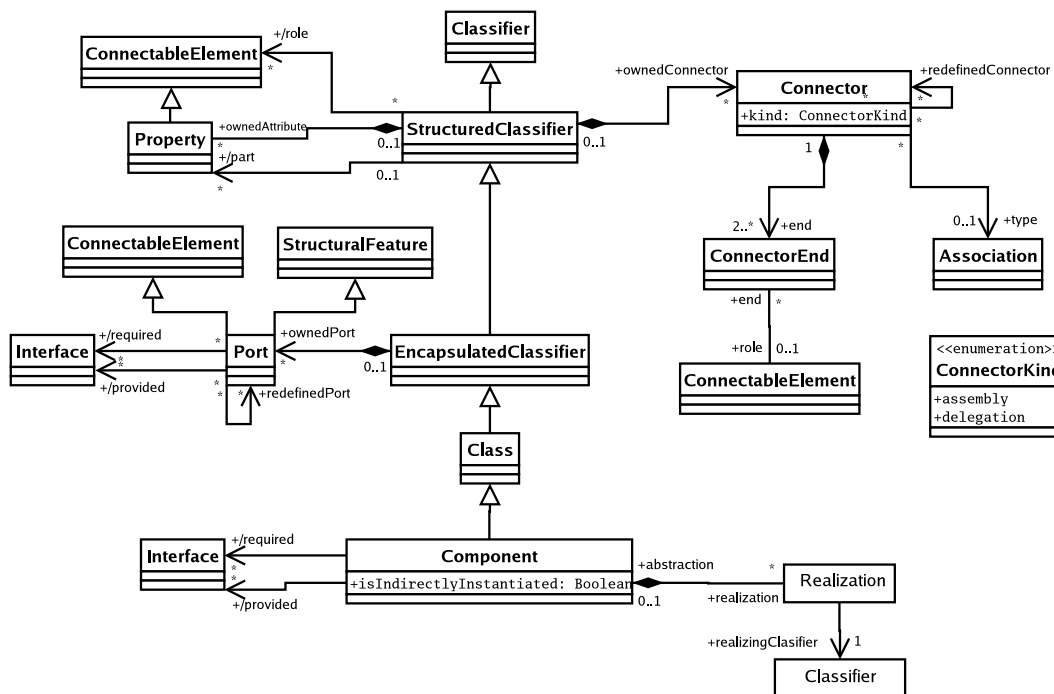 Classifier
+/role
ConnectableElement
*
*
+ownedConnector
*
Connector
+kind: ConnectorKind
*
+redefinedConnector
*
*
Property
+ownedAttribute
*
0..1
StructuredClassifier
0..1
+/part
*
0..1
1
*
2..*
+end
0..1
+type
ConnectableElement
StructuralFeature
ConnectorEnd
Association
+end
*
+role
0..1
ConnectableElement
<<enumeration>>
ConnectorKind
+assembly
+delegation
Interface
+/required
*
*
*
+/provided
*
Port
+ownedPort
*
0..1
EncapsulatedClassifier
*
*
+redefinedPort
Class
Interface
+/required
*
*
+/provided
Component
+isIndirectlyInstantiated: Boolean
+abstraction
0..1
*
+realization
Realization
+realizingClasifier
1
Classifier